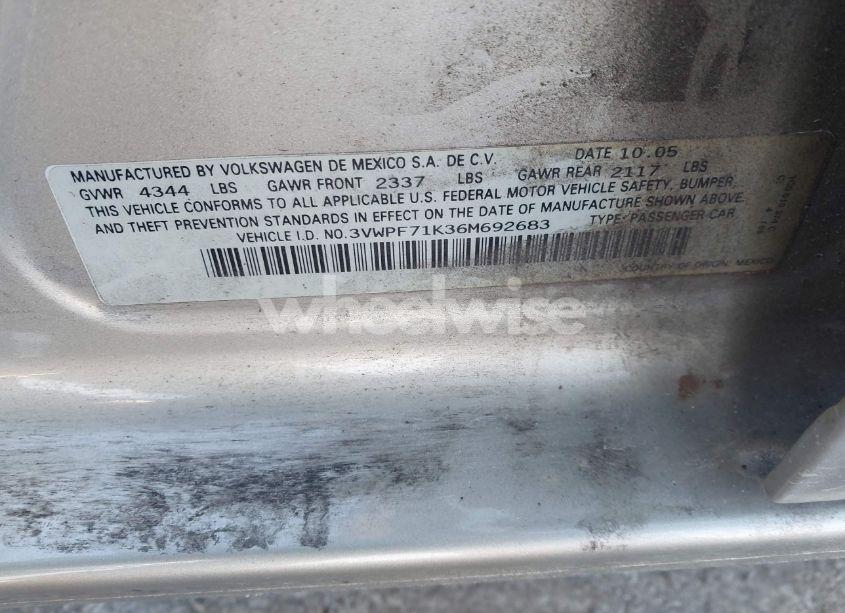 MANUFACTURED BY VOLKSWAGEN DE MEXICO S.A. DE C.V. DATE 10.05
GVWR 4344 LBS GAWR FRONT 2337 LBS GAWR REAR 2117 LBS
THIS VEHICLE CONFORMS TO ALL APPLICABLE U.S. FEDERAL MOTOR VEHICLE SAFETY, BUMPER,
AND THEFT PREVENTION STANDARDS IN EFFECT ON THE DATE OF MANUFACTURE SHOWN ABOVE.
VEHICLE I.D. NO.3VWPF71K36M692683 TYPE: PASSENGER CAR
COUNTRY OF ORIGIN, MEXICO
wheelwise